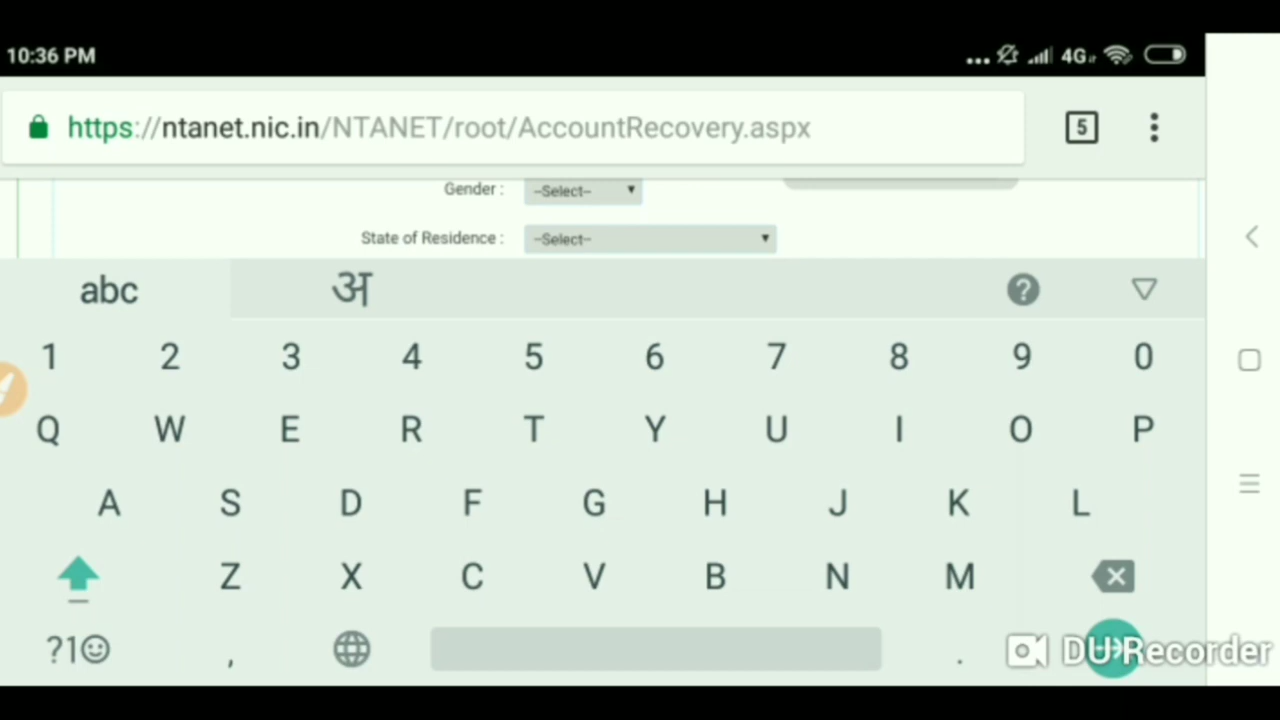 10:36 PM
4G
https://ntanet.nic.in/NTANET/root/AccountRecovery.aspx
5
Gender :
--Select--
State of Residence :
--Select--
abc
अ
?
1 2 3 4 5 6 7 8 9 0
Q W E R T Y U I O P
A S D F G H J K L
Z X C V B N M
?1☺ , .
DU Recorder